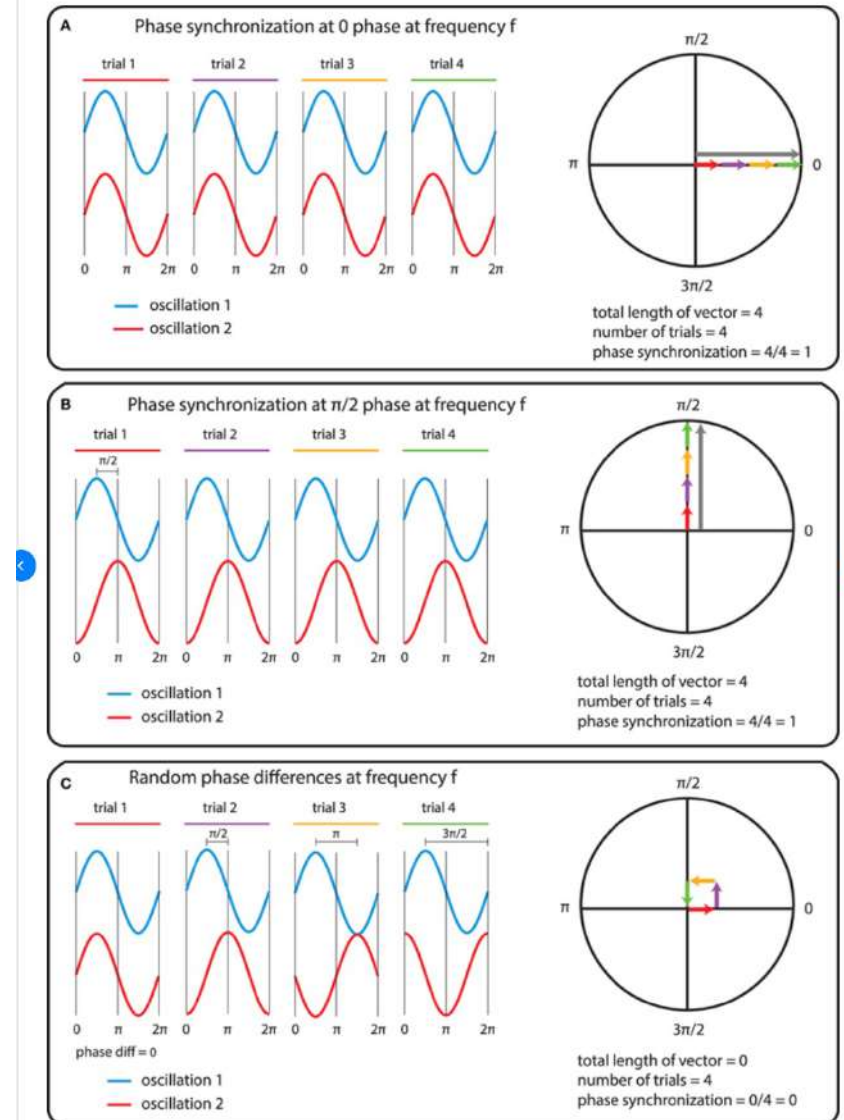 A
Phase synchronization at 0 phase at frequency f
trial 1 trial 2 trial 3 trial 4
0 π 2π 0 π 2π 0 π 2π 0 π 2π
oscillation 1
oscillation 2
π/2
π 0
3π/2
total length of vector = 4
number of trials = 4
phase synchronization = 4/4 = 1
B
Phase synchronization at π/2 phase at frequency f
trial 1 trial 2 trial 3 trial 4
π/2
0 π 2π 0 π 2π 0 π 2π 0 π 2π
oscillation 1
oscillation 2
π/2
π 0
3π/2
total length of vector = 4
number of trials = 4
phase synchronization = 4/4 = 1
C
Random phase differences at frequency f
trial 1 trial 2 trial 3 trial 4
π/2 π 3π/2
0 π 2π 0 π 2π 0 π 2π 0 π 2π
phase diff = 0
oscillation 1
oscillation 2
π/2
π 0
3π/2
total length of vector = 0
number of trials = 4
phase synchronization = 0/4 = 0